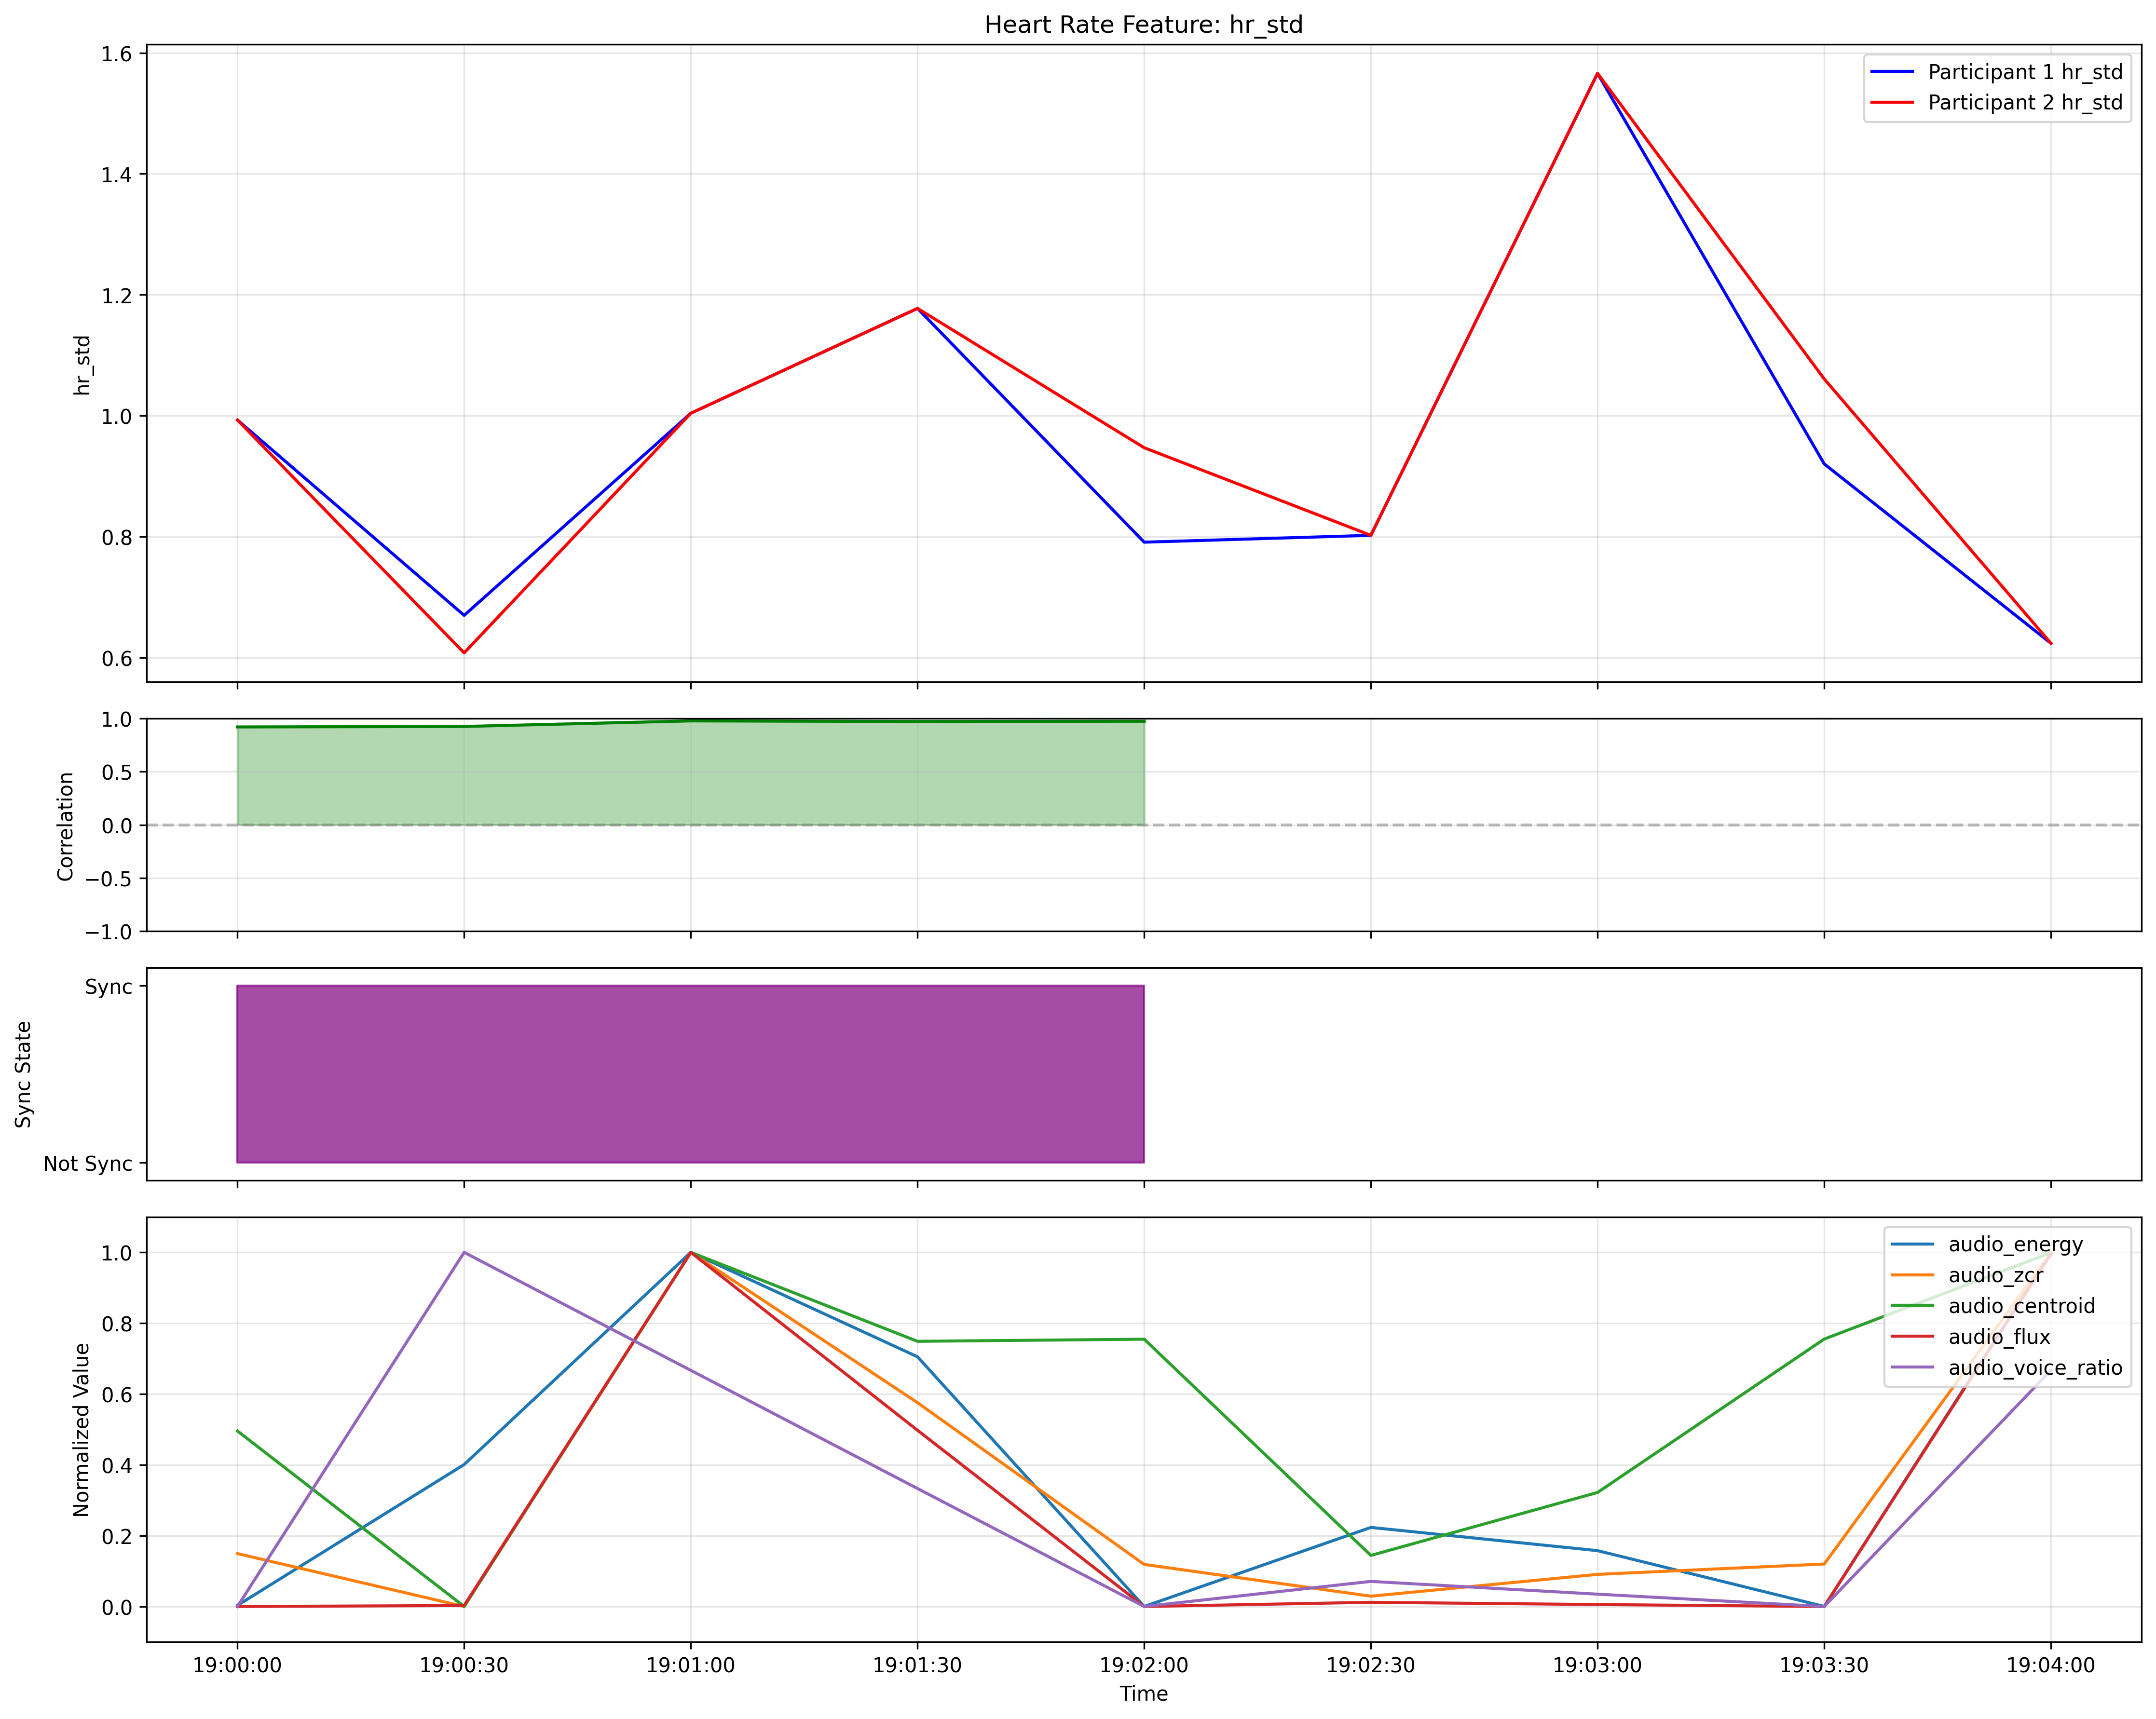 Heart Rate Feature: hr_std
1.6
1.4
1.2
1.0
0.8
0.6
hr_std
Participant 1 hr_std
Participant 2 hr_std
1.0
0.5
0.0
−0.5
−1.0
Correlation
Sync
Not Sync
Sync State
1.0
0.8
0.6
0.4
0.2
0.0
Normalized Value
audio_energy
audio_zcr
audio_centroid
audio_flux
audio_voice_ratio
19:00:00
19:00:30
19:01:00
19:01:30
19:02:00
19:02:30
19:03:00
19:03:30
19:04:00
Time